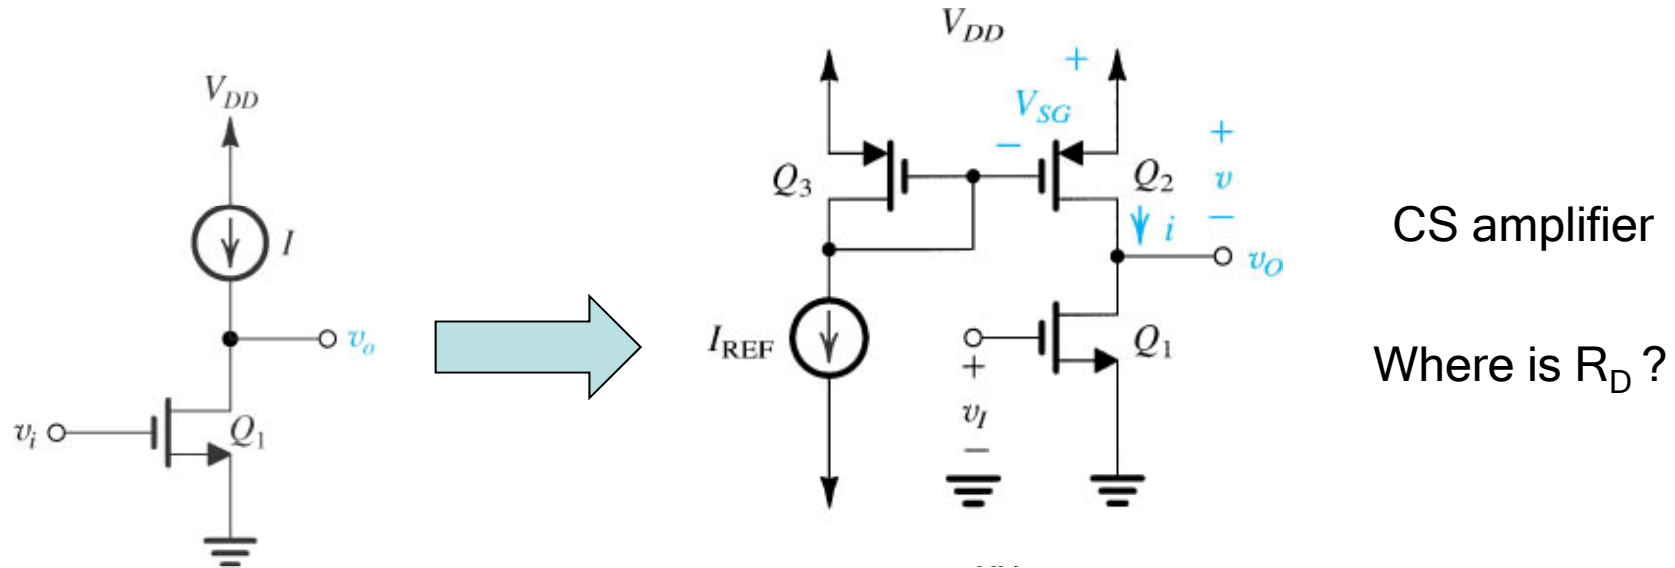 V_DD
I
v_o
v_i
Q_1
V_DD
+
V_SG
−
+
v
−
Q_3
Q_2
i
v_O
I_REF
Q_1
+
v_I
−
CS amplifier
Where is R_D ?